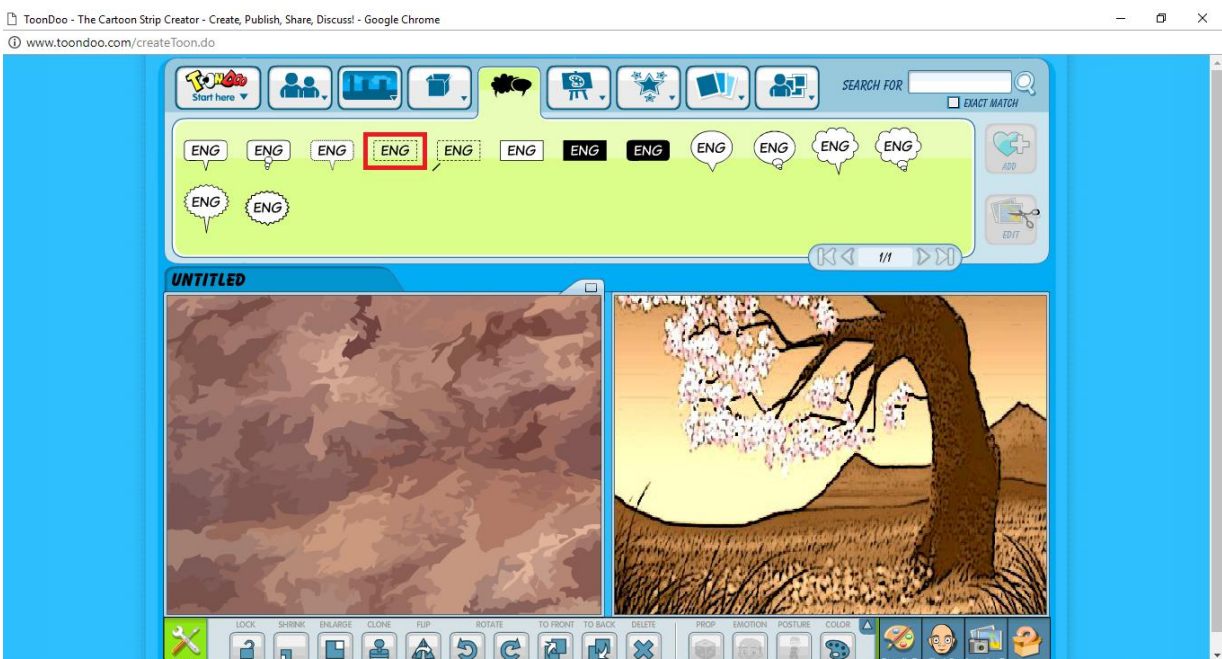 ToonDoo - The Cartoon Strip Creator - Create, Publish, Share, Discuss! - Google Chrome
www.toondoo.com/createToon.do
TOONDOO
Start here
SEARCH FOR
EXACT MATCH
ENG ENG ENG ENG ENG ENG ENG ENG ENG ENG ENG ENG
ADD
ENG ENG
EDIT
1/1
UNTITLED
LOCK SHRINK ENLARGE CLONE FLIP ROTATE TO FRONT TO BACK DELETE PROP EMOTION POSTURE COLOR